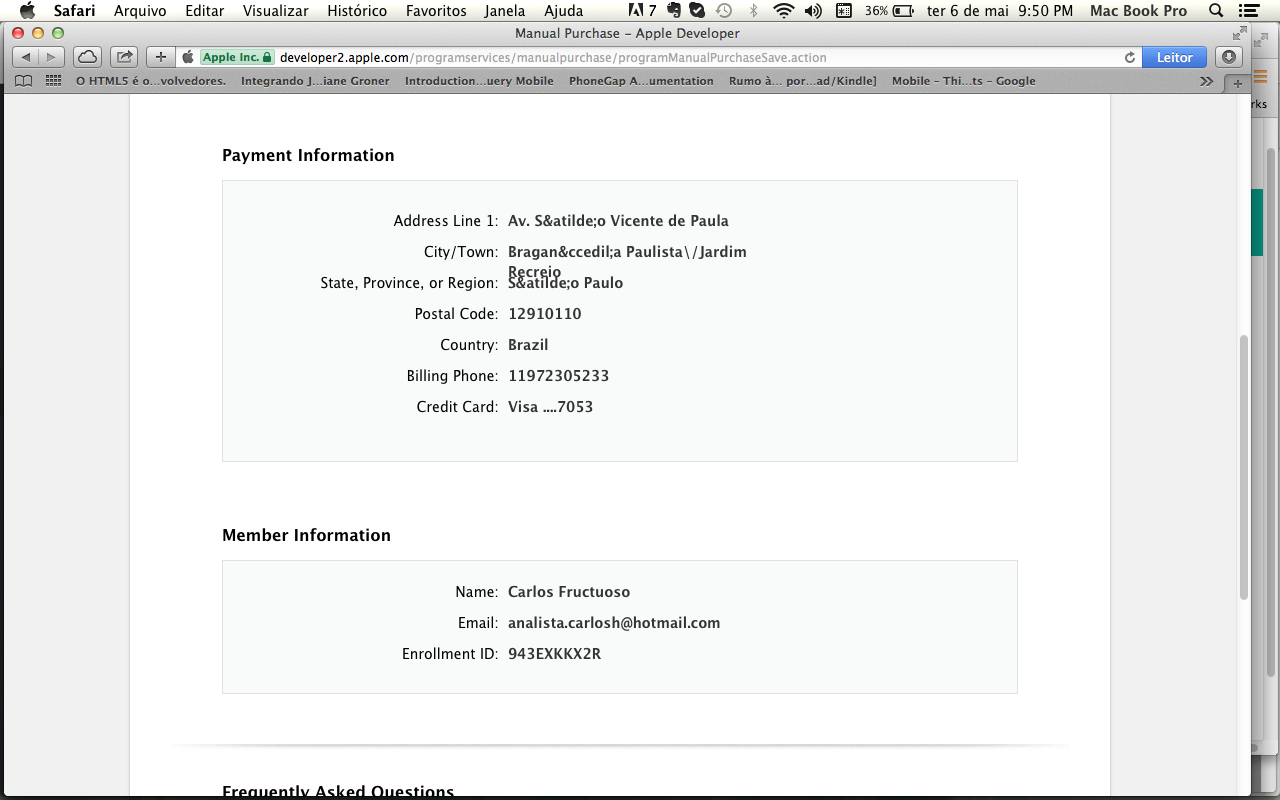 Safari Arquivo Editar Visualizar Histórico Favoritos Janela Ajuda 7 36% ter 6 de mai 9:50 PM Mac Book Pro
Manual Purchase – Apple Developer
Apple Inc. developer2.apple.com/programservices/manualpurchase/programManualPurchaseSave.action Leitor
O HTML5 é o...volvedores. Integrando J...iane Groner Introduction...uery Mobile PhoneGap A...umentation Rumo à... por...ad/Kindle] Mobile – Thi...ts – Google
rks
Payment Information
Address Line 1: Av. S&atilde;o Vicente de Paula
City/Town: Bragan&ccedil;a Paulista\/Jardim
Recreio
State, Province, or Region: S&atilde;o Paulo
Postal Code: 12910110
Country: Brazil
Billing Phone: 11972305233
Credit Card: Visa ....7053
Member Information
Name: Carlos Fructuoso
Email: analista.carlosh@hotmail.com
Enrollment ID: 943EXKKX2R
Frequently Asked Questions